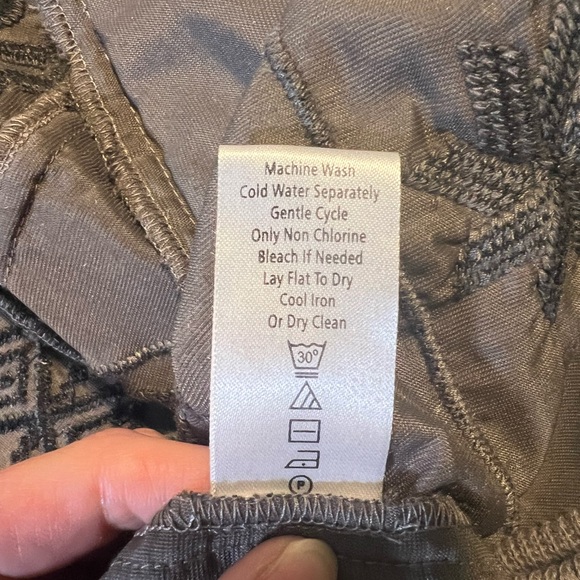 Machine Wash
Cold Water Separately
Gentle Cycle
Only Non Chlorine
Bleach If Needed
Lay Flat To Dry
Cool Iron
Or Dry Clean
30°
P